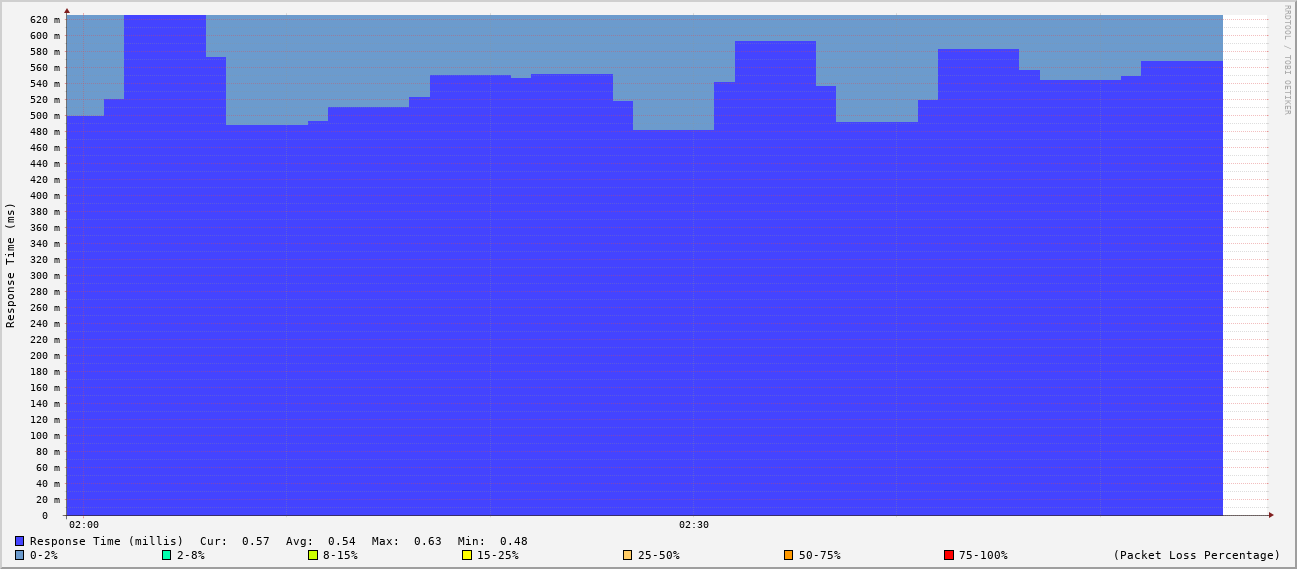 RRDTOOL / TOBI OETIKER
Response Time (ms)
620 m
600 m
580 m
560 m
540 m
520 m
500 m
480 m
460 m
440 m
420 m
400 m
380 m
360 m
340 m
320 m
300 m
280 m
260 m
240 m
220 m
200 m
180 m
160 m
140 m
120 m
100 m
80 m
60 m
40 m
20 m
0
02:00 02:30
Response Time (millis) Cur: 0.57 Avg: 0.54 Max: 0.63 Min: 0.48
0-2% 2-8% 8-15% 15-25% 25-50% 50-75% 75-100% (Packet Loss Percentage)